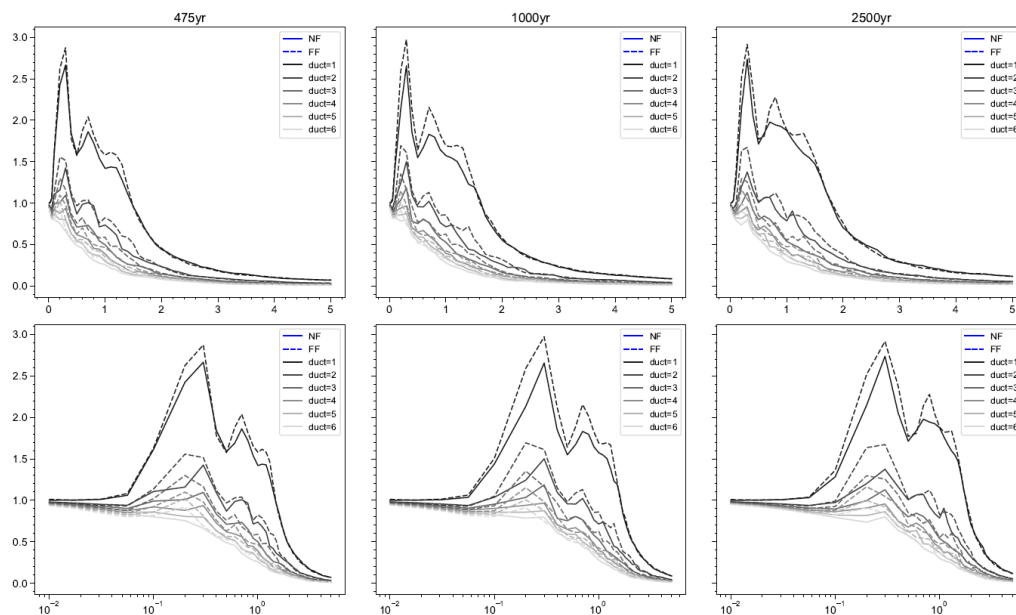 475yr
1000yr
2500yr
3.0
2.5
2.0
1.5
1.0
0.5
0.0
0 1 2 3 4 5
NF
FF
duct=1
duct=2
duct=3
duct=4
duct=5
duct=6
0 1 2 3 4 5
NF
FF
duct=1
duct=2
duct=3
duct=4
duct=5
duct=6
0 1 2 3 4 5
NF
FF
duct=1
duct=2
duct=3
duct=4
duct=5
duct=6
3.0
2.5
2.0
1.5
1.0
0.5
0.0
10⁻² 10⁻¹ 10⁰
NF
FF
duct=1
duct=2
duct=3
duct=4
duct=5
duct=6
10⁻² 10⁻¹ 10⁰
NF
FF
duct=1
duct=2
duct=3
duct=4
duct=5
duct=6
10⁻² 10⁻¹ 10⁰
NF
FF
duct=1
duct=2
duct=3
duct=4
duct=5
duct=6